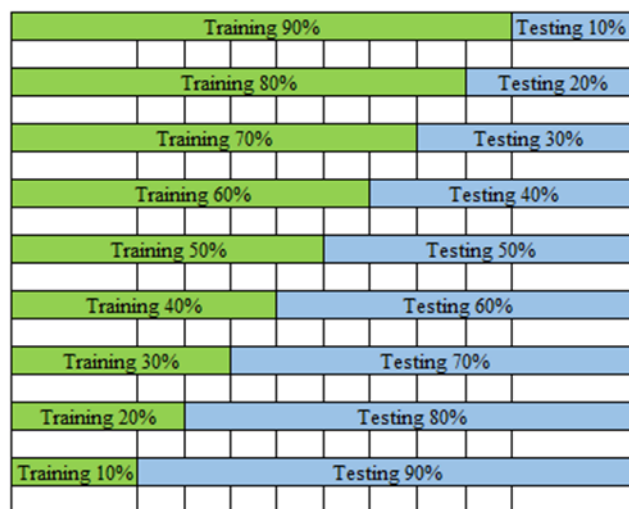 Training 90% Testing 10%
Training 80% Testing 20%
Training 70% Testing 30%
Training 60% Testing 40%
Training 50% Testing 50%
Training 40% Testing 60%
Training 30% Testing 70%
Training 20% Testing 80%
Training 10% Testing 90%